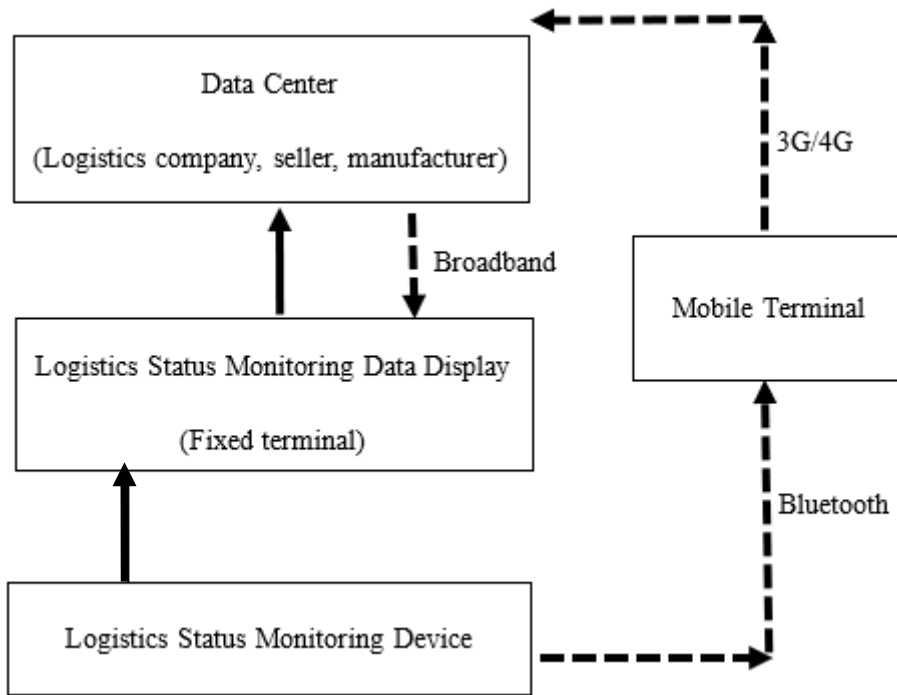 Data Center
(Logistics company, seller, manufacturer)
3G/4G
Broadband
Mobile Terminal
Logistics Status Monitoring Data Display
(Fixed terminal)
Bluetooth
Logistics Status Monitoring Device